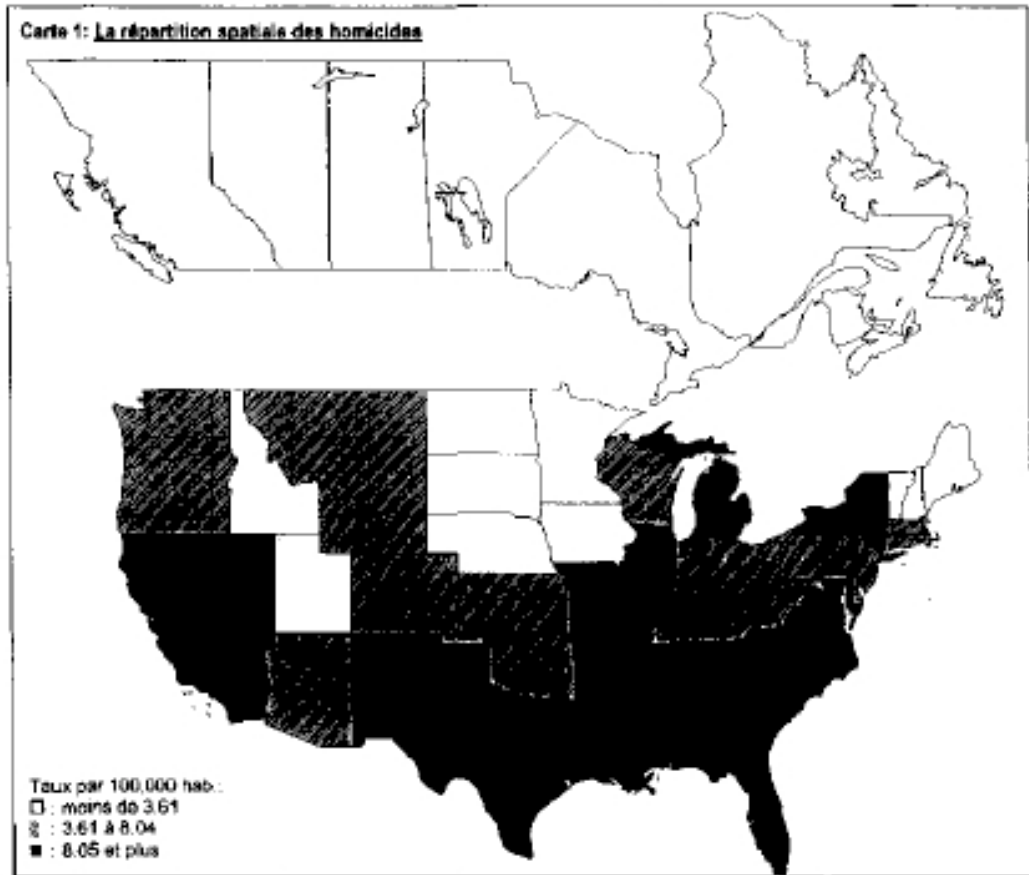 Carte 1: La répartition spatiale des homicides
Taux par 100,000 hab.:
: moins de 3.61
: 3.61 à 8.04
: 8.05 et plus